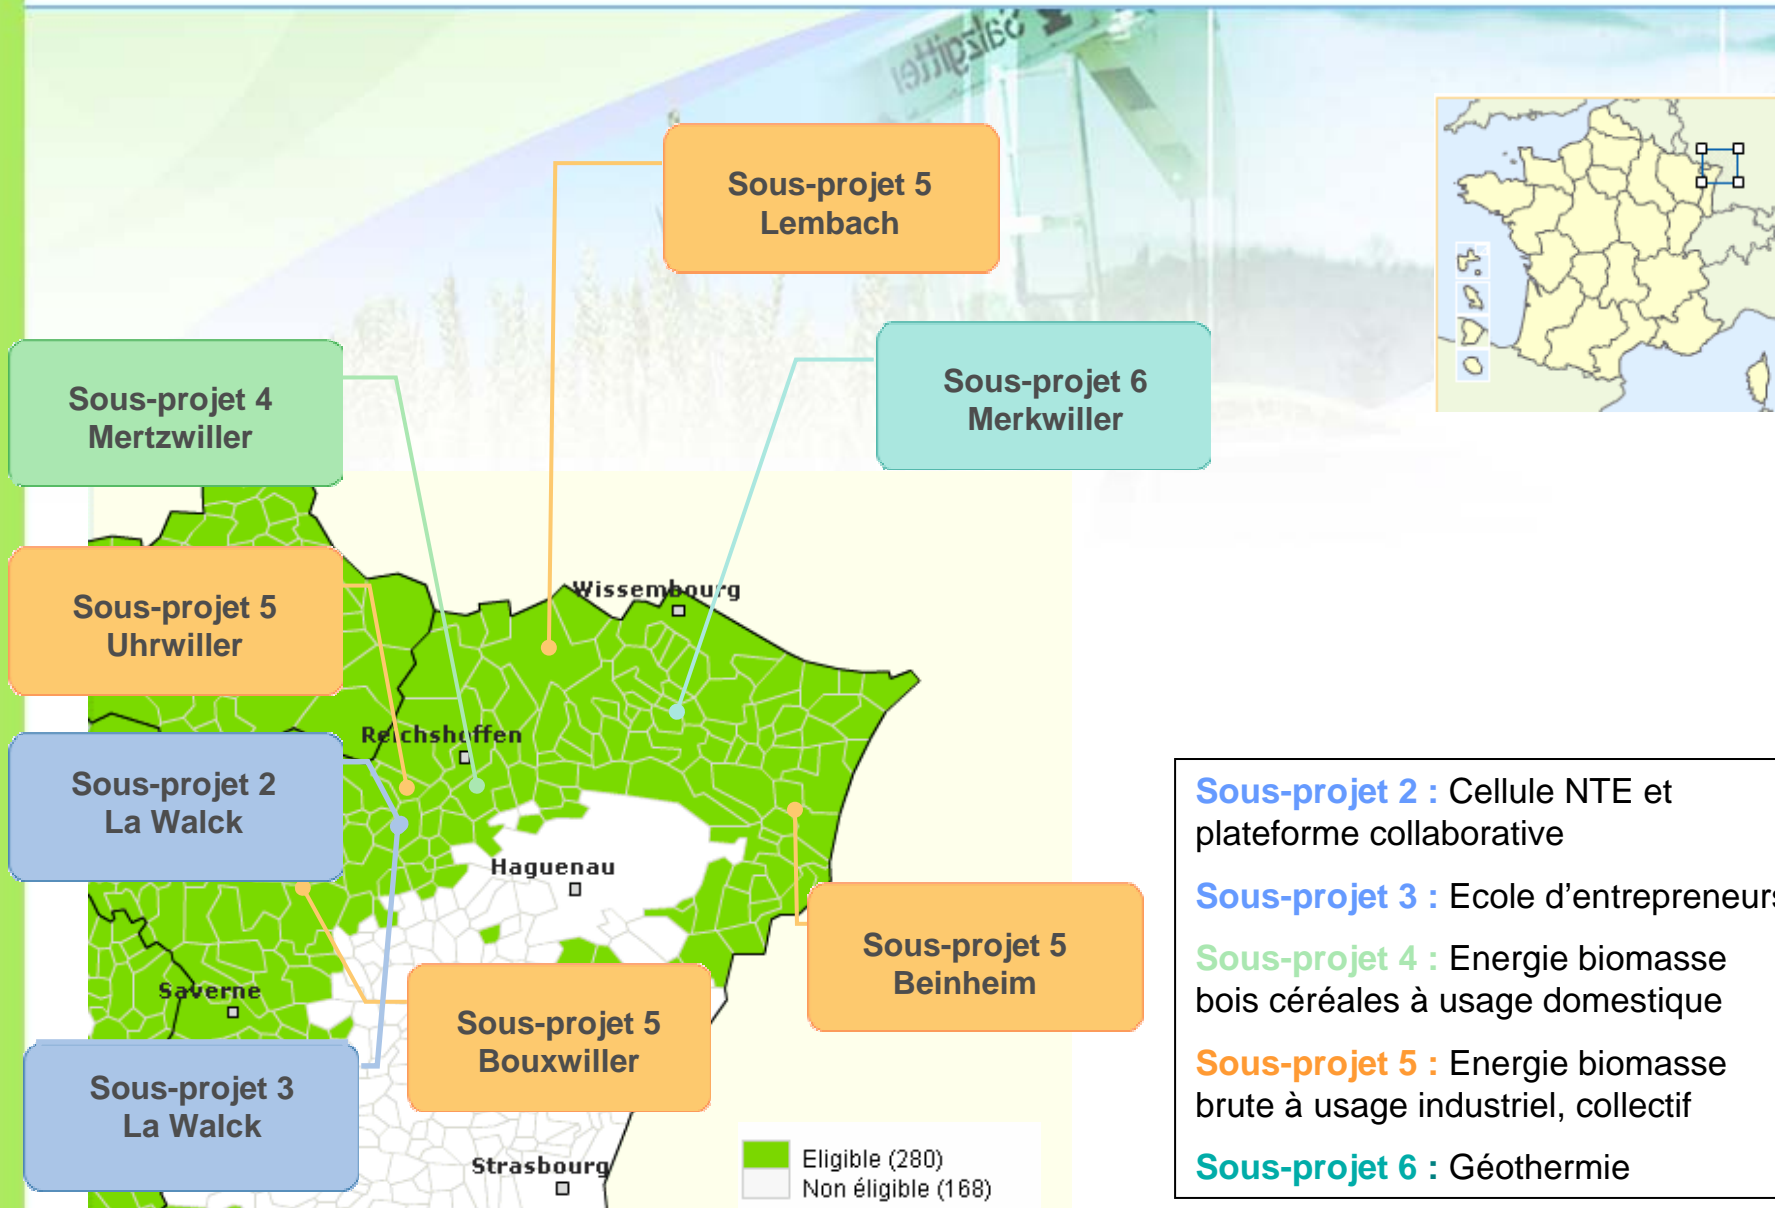 Salzgitter
Sous-projet 5
Lembach
Sous-projet 4
Mertzwiller
Sous-projet 6
Merkwiller
Sous-projet 5
Uhrwiller
Wissembourg
Reichshoffen
Sous-projet 2
La Walck
Haguenau
Sous-projet 5
Beinheim
Saverne
Sous-projet 5
Bouxwiller
Sous-projet 3
La Walck
Strasbourg
Eligible (280)
Non éligible (168)
Sous-projet 2 : Cellule NTE et
plateforme collaborative
Sous-projet 3 : Ecole d’entrepreneurs
Sous-projet 4 : Energie biomasse
bois céréales à usage domestique
Sous-projet 5 : Energie biomasse
brute à usage industriel, collectif
Sous-projet 6 : Géothermie